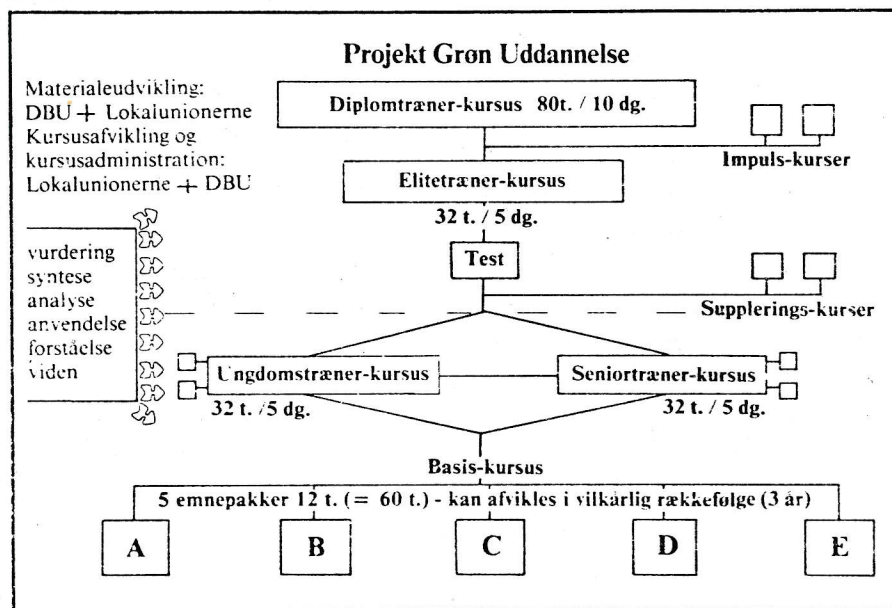 Projekt Grøn Uddannelse
Materialeudvikling:
DBU + Lokalunionerne
Kursusafvikling og
kursusadministration:
Lokalunionerne + DBU
Diplomtræner-kursus 80t. / 10 dg.
Impuls-kurser
Elitetræner-kursus
32 t. / 5 dg.
Test
Supplerings-kurser
vurdering
syntese
analyse
anvendelse
forståelse
viden
Ungdomstræner-kursus
32 t. /5 dg.
Seniortræner-kursus
32 t. / 5 dg.
Basis-kursus
5 emnepakker 12 t. (= 60 t.) - kan afvikles i vilkårlig rækkefølge (3 år)
A B C D E